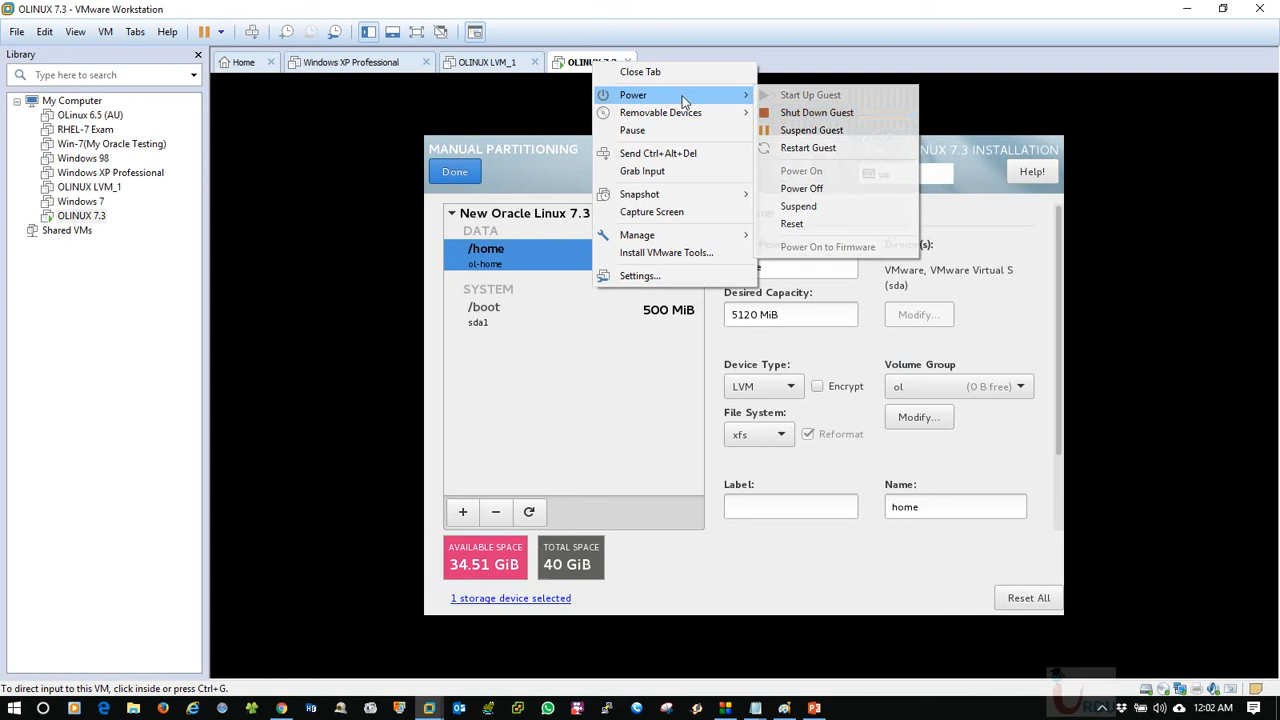 OLINUX 7.3 - VMware Workstation
File Edit View VM Tabs Help
Library
Type here to search
My Computer
OLinux 6.5 (AU)
RHEL-7 Exam
Win-7(My Oracle Testing)
Windows 98
Windows XP Professional
OLINUX LVM_1
Windows 7
OLINUX 7.3
Shared VMs
Home
Windows XP Professional
OLINUX LVM_1
Close Tab
Power
Removable Devices
Pause
Send Ctrl+Alt+Del
Grab Input
Snapshot
Capture Screen
Manage
Install VMware Tools...
Settings...
Start Up Guest
Shut Down Guest
Suspend Guest
Restart Guest
Power On
Power Off
Suspend
Reset
Power On to Firmware
MANUAL PARTITIONING
Done
INUX 7.3 INSTALLATION
us
Help!
New Oracle Linux 7.3
DATA
/home
ol-home
SYSTEM
/boot
500 MiB
sda1
Desired Capacity:
5120 MiB
VMware, VMware Virtual S
(sda)
Modify...
Device Type:
LVM
Encrypt
Volume Group
ol (0 B free)
Modify...
File System:
xfs
Reformat
Label:
Name:
home
+ −
AVAILABLE SPACE
34.51 GiB
TOTAL SPACE
40 GiB
1 storage device selected
Reset All
To direct input to this VM, click inside or press Ctrl+G.
12:02 AM